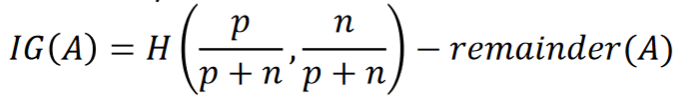 IG(A) = H(p/(p + n), n/(p + n)) − remainder(A)